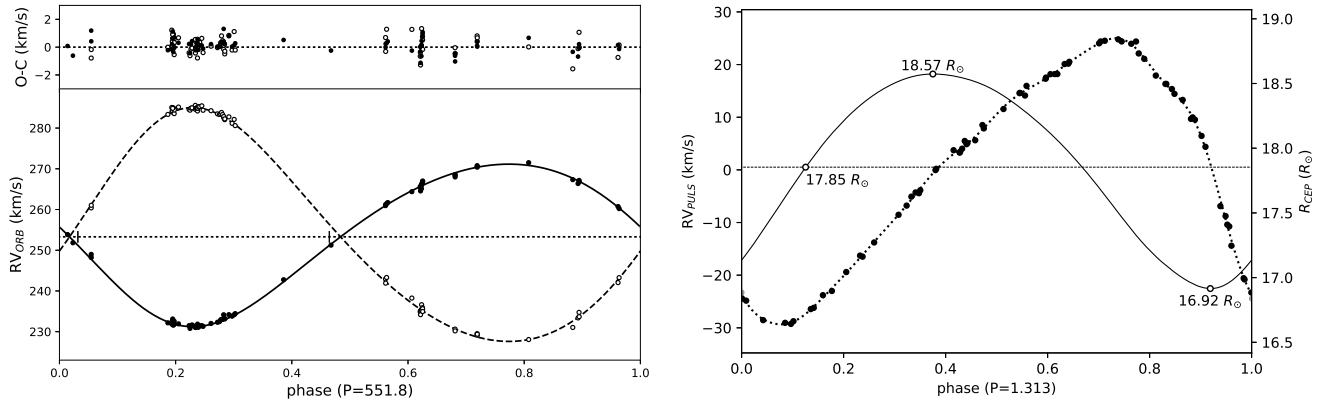 2
0
−2
O-C (km/s)
280
270
260
250
240
230
RV_ORB (km/s)
0.0 0.2 0.4 0.6 0.8 1.0
phase (P=551.8)
30
20
10
0
−10
−20
−30
RV_PULS (km/s)
18.57 R⊙
17.85 R⊙
16.92 R⊙
19.0
18.5
18.0
17.5
17.0
16.5
R_CEP (R⊙)
0.0 0.2 0.4 0.6 0.8 1.0
phase (P=1.313)